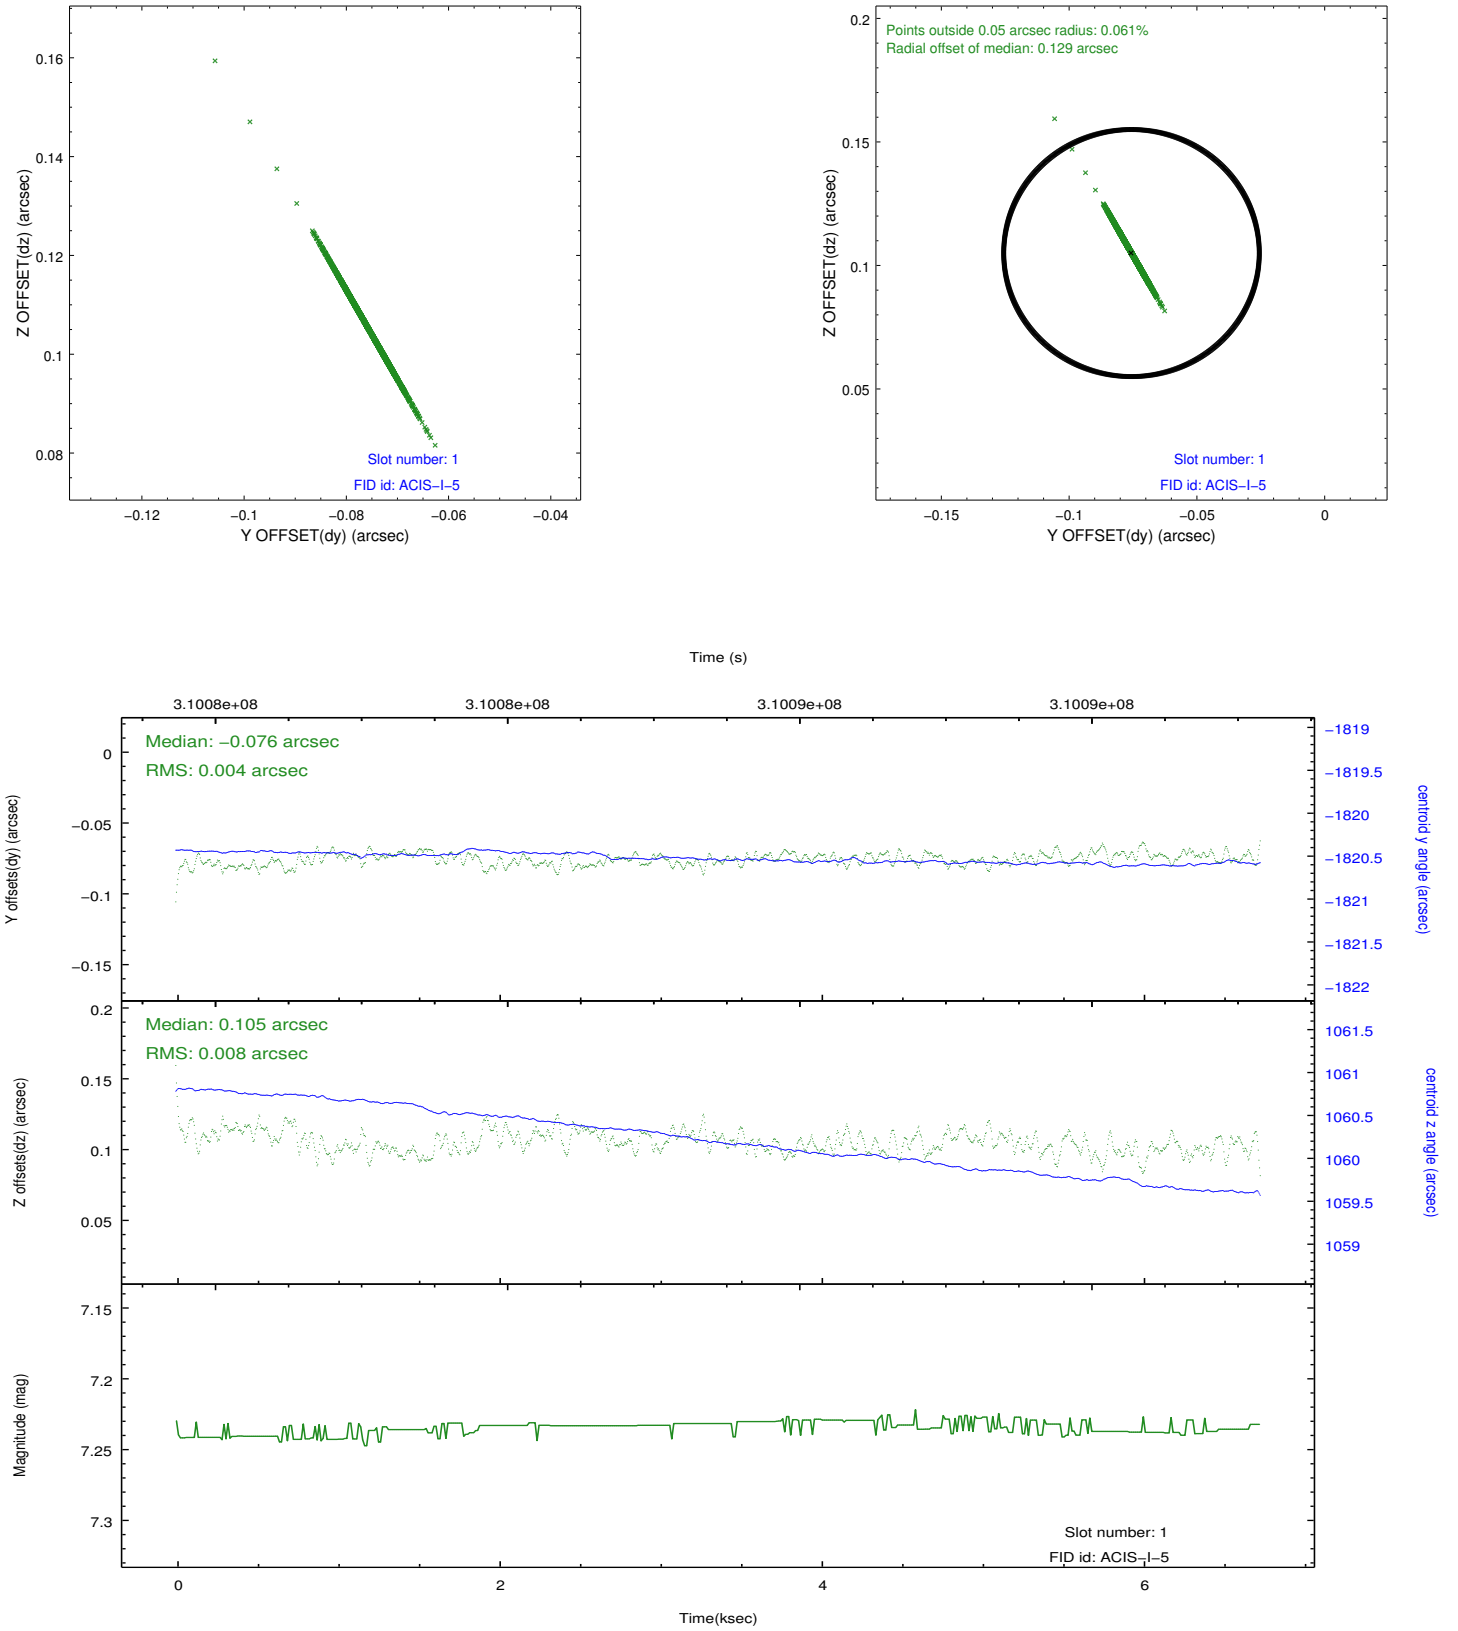 0.16
0.14
0.12
0.1
0.08
Z OFFSET(dz) (arcsec)
Slot number: 1
FID id: ACIS−I−5
−0.12 −0.1 −0.08 −0.06 −0.04
Y OFFSET(dy) (arcsec)
Points outside 0.05 arcsec radius: 0.061%
Radial offset of median: 0.129 arcsec
0.2
0.15
0.1
0.05
Z OFFSET(dz) (arcsec)
Slot number: 1
FID id: ACIS−I−5
−0.15 −0.1 −0.05 0
Y OFFSET(dy) (arcsec)
Time (s)
3.1008e+08 3.1008e+08 3.1009e+08 3.1009e+08
Median: −0.076 arcsec
RMS: 0.004 arcsec
0
−0.05
−0.1
−0.15
Y offsets(dy) (arcsec)
−1819
−1819.5
−1820
−1820.5
−1821
−1821.5
−1822
centroid y angle (arcsec)
Median: 0.105 arcsec
RMS: 0.008 arcsec
0.2
0.15
0.1
0.05
Z offsets(dz) (arcsec)
1061.5
1061
1060.5
1060
1059.5
1059
centroid z angle (arcsec)
7.15
7.2
7.25
7.3
Magnitude (mag)
Slot number: 1
FID id: ACIS−I−5
0 2 4 6
Time(ksec)